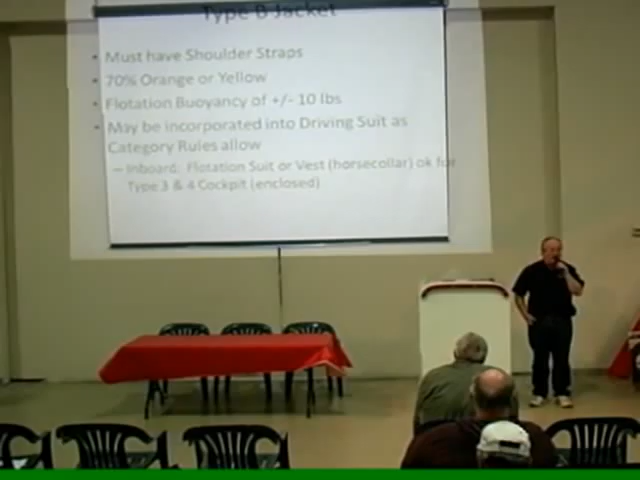 Type B Jacket
• Must have Shoulder Straps
• 70% Orange or Yellow
• Flotation Buoyancy of +/- 10 lbs
• May be incorporated into Driving Suit as
Category Rules allow
– Inboard: Flotation Suit or Vest (horsecollar) ok for
Type 3 & 4 Cockpit (enclosed)